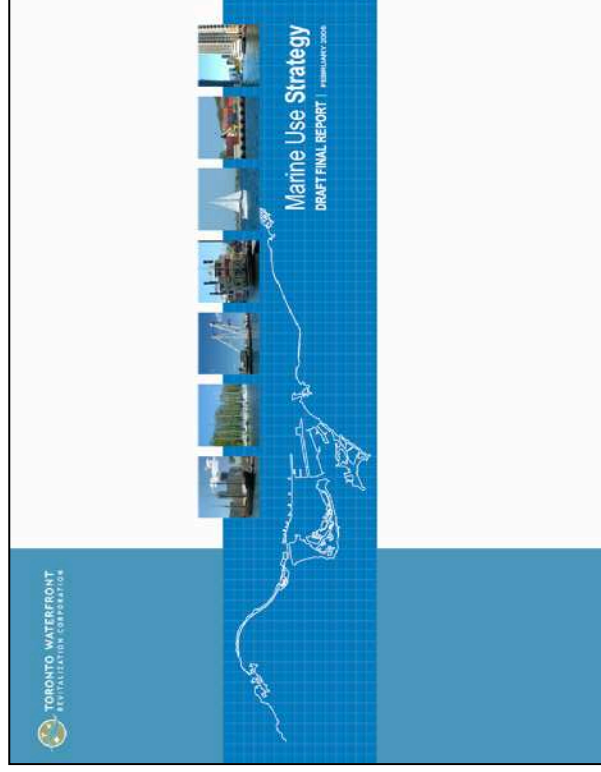 TORONTO WATERFRONT
REVITALIZATION CORPORATION
Marine Use Strategy
DRAFT FINAL REPORT | FEBRUARY 2006